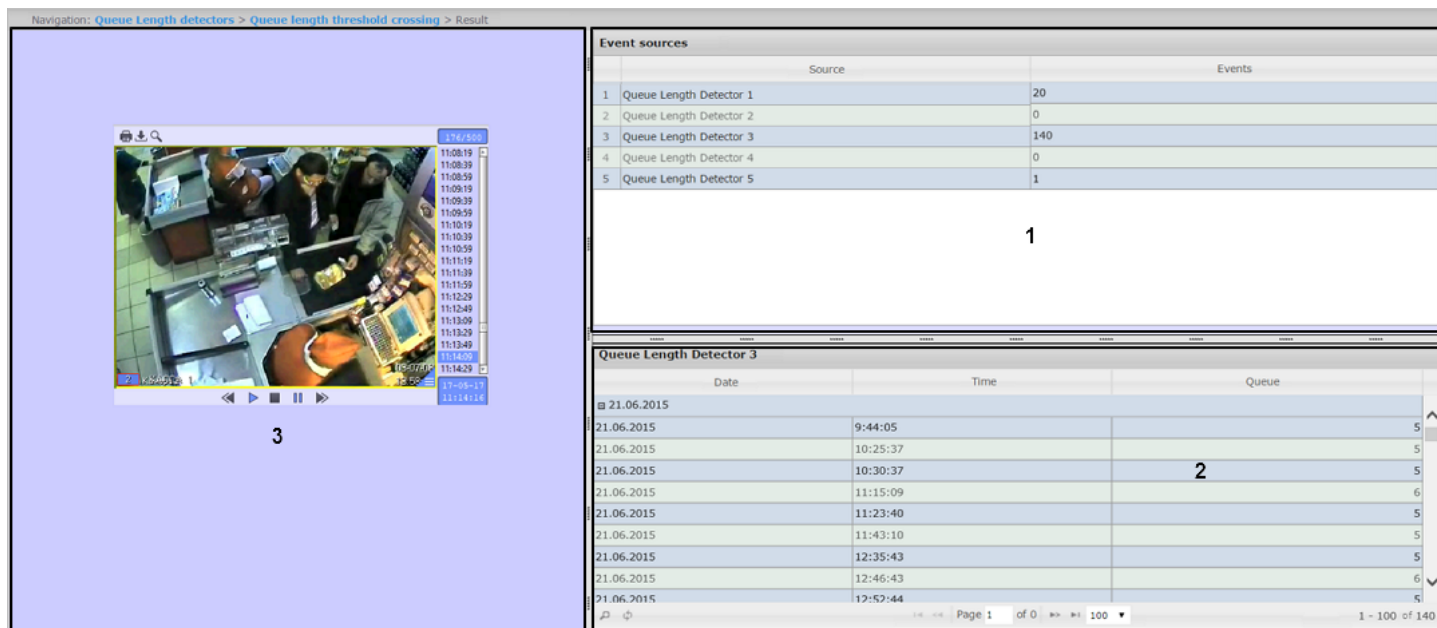 Navigation: Queue Length detectors > Queue length threshold crossing > Result
176/500
11:08:19
11:08:39
11:08:59
11:09:19
11:09:39
11:09:59
11:10:19
11:10:39
11:10:59
11:11:19
11:11:39
11:11:59
11:12:29
11:12:49
11:13:09
11:13:29
11:13:49
11:14:09
11:14:29
2
17-05-17
11:14:16
3
Event sources
Source Events
1 Queue Length Detector 1 20
2 Queue Length Detector 2 0
3 Queue Length Detector 3 140
4 Queue Length Detector 4 0
5 Queue Length Detector 5 1
1
Queue Length Detector 3
Date Time Queue
21.06.2015
21.06.2015 9:44:05 5
21.06.2015 10:25:37 5
21.06.2015 10:30:37 5
2
21.06.2015 11:15:09 6
21.06.2015 11:23:40 5
21.06.2015 11:43:10 5
21.06.2015 12:35:43 5
21.06.2015 12:46:43 6
21.06.2015 12:52:44 5
Page 1 of 0 100 1 - 100 of 140